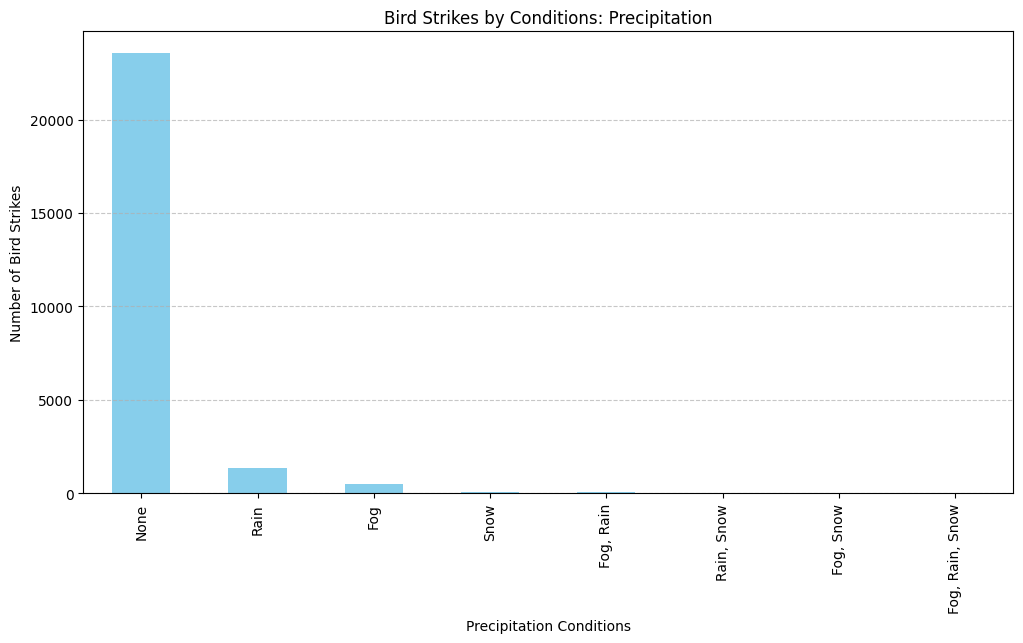 Bird Strikes by Conditions: Precipitation
Number of Bird Strikes
20000
15000
10000
5000
0
None
Rain
Fog
Snow
Fog, Rain
Rain, Snow
Fog, Snow
Fog, Rain, Snow
Precipitation Conditions